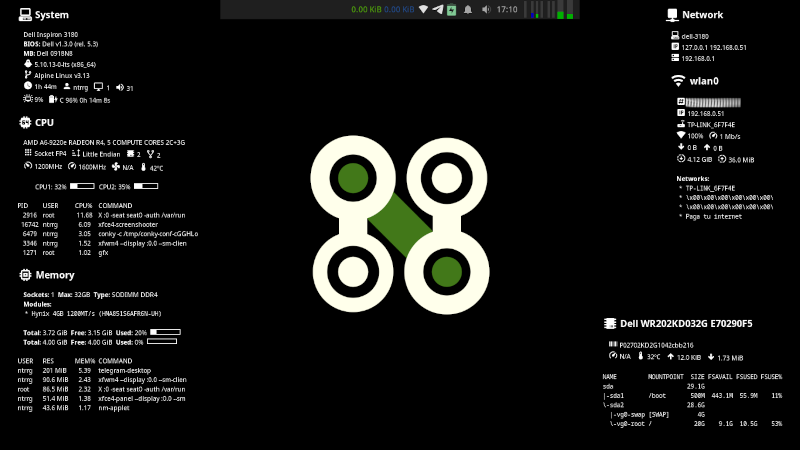 0.00 KiB 0.00 KiB 17:10
System
Dell Inspiron 3180
BIOS: Dell v1.3.0 (rel. 5.3)
MB: Dell 0918N8
5.10.13-0-lts (x86_64)
Alpine Linux v3.13
1h 44m ntrrg 1 31
9% C 96% 0h 14m 8s
CPU
AMD A6-9220e RADEON R4, 5 COMPUTE CORES 2C+3G
Socket FP4 Little Endian 2 2
1200MHz 1600MHz N/A 42°C
CPU1: 32% CPU2: 35%
PID USER CPU% COMMAND
2916 root 11.68 X :0 -seat seat0 -auth /var/run
16742 ntrrg 6.09 xfce4-screenshooter
6479 ntrrg 3.05 conky -c /tmp/conky-conf-cGGHLo
3346 ntrrg 1.52 xfwm4 --display :0.0 --sm-clien
1271 root 1.02 gfx
Memory
Sockets: 1 Max: 32GB Type: SODIMM DDR4
Modules:
* Hynix 4GB 1200MT/s (HMA851S6AFR6N-UH)
Total: 3.72 GiB Free: 3.15 GiB Used: 20%
Total: 4.00 GiB Free: 4.00 GiB Used: 0%
USER RES MEM% COMMAND
ntrrg 201 MiB 5.39 telegram-desktop
ntrrg 90.6 MiB 2.43 xfwm4 --display :0.0 --sm-clien
root 86.5 MiB 2.32 X :0 -seat seat0 -auth /var/run
ntrrg 51.4 MiB 1.38 xfce4-panel --display :0.0 --sm
ntrrg 43.6 MiB 1.17 nm-applet
Network
dell-3180
127.0.0.1 192.168.0.51
192.168.0.1
wlan0
192.168.0.51
TP-LINK_6F7F4E
100% 1 Mb/s
0 B 0 B
4.12 GiB 36.0 MiB
Networks:
* TP-LINK_6F7F4E
* \x00\x00\x00\x00\x00\x00\
* \x00\x00\x00\x00\x00\x00\
* Paga tu internet
Dell WR202KD032G E70290F5
P02702KD2G1042cbb216
N/A 32°C 12.0 KiB 1.73 MiB
NAME MOUNTPOINT SIZE FSAVAIL FSUSED FSUSE%
sda 29.1G
|-sda1 /boot 500M 443.1M 55.9M 11%
\-sda2 28.6G
|-vg0-swap [SWAP] 4G
\-vg0-root / 20G 9.1G 10.5G 53%